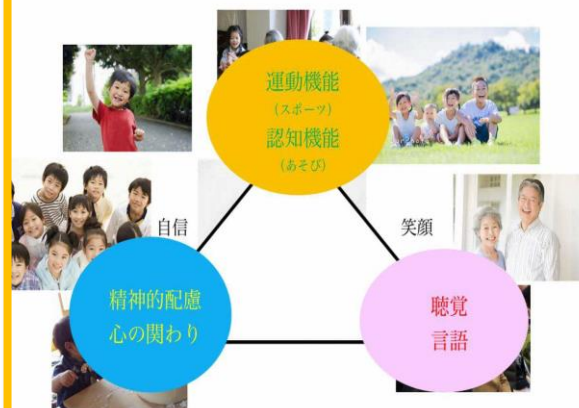 運動機能
(スポーツ)
認知機能
(あそび)
自信
笑顔
精神的配慮
心の関わり
聴覚
言語